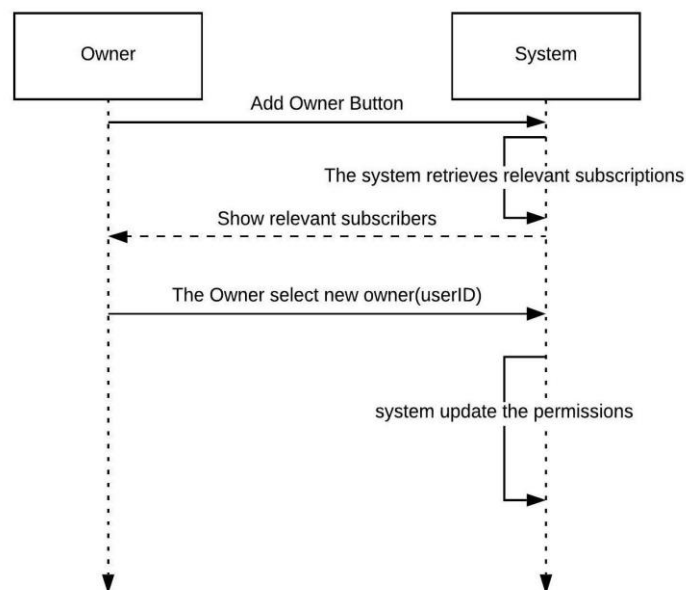 Owner
System
Add Owner Button
The system retrieves relevant subscriptions
Show relevant subscribers
The Owner select new owner(userID)
system update the permissions